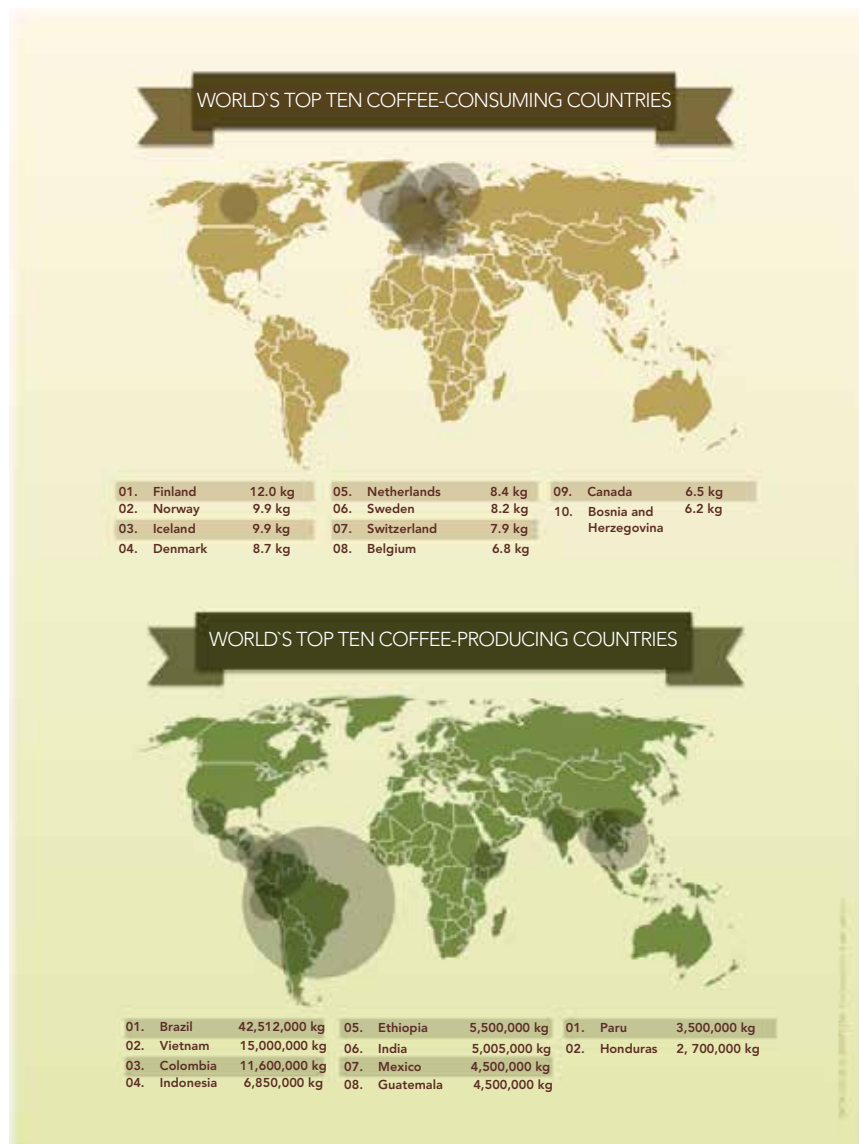 WORLD`S TOP TEN COFFEE-CONSUMING COUNTRIES
01. Finland 12.0 kg
02. Norway 9.9 kg
03. Iceland 9.9 kg
04. Denmark 8.7 kg
05. Netherlands 8.4 kg
06. Sweden 8.2 kg
07. Switzerland 7.9 kg
08. Belgium 6.8 kg
09. Canada 6.5 kg
10. Bosnia and 6.2 kg
Herzegovina
WORLD`S TOP TEN COFFEE-PRODUCING COUNTRIES
01. Brazil 42,512,000 kg
02. Vietnam 15,000,000 kg
03. Colombia 11,600,000 kg
04. Indonesia 6,850,000 kg
05. Ethiopia 5,500,000 kg
06. India 5,005,000 kg
07. Mexico 4,500,000 kg
08. Guatemala 4,500,000 kg
01. Paru 3,500,000 kg
02. Honduras 2, 700,000 kg